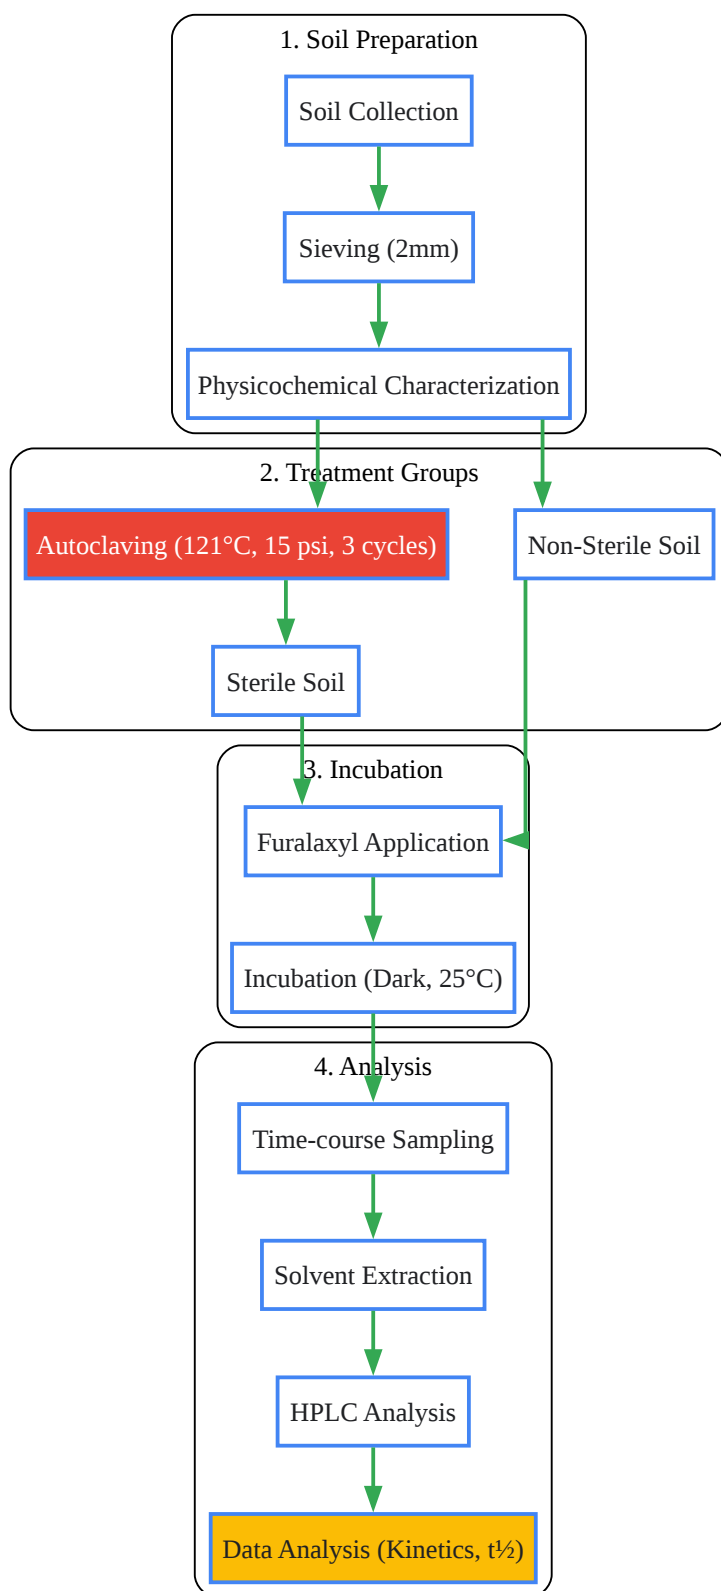 1. Soil Preparation
Soil Collection
Sieving (2mm)
Physicochemical Characterization
2. Treatment Groups
Autoclaving (121°C, 15 psi, 3 cycles)
Non-Sterile Soil
Sterile Soil
3. Incubation
Furalaxyl Application
Incubation (Dark, 25°C)
4. Analysis
Time-course Sampling
Solvent Extraction
HPLC Analysis
Data Analysis (Kinetics, t½)